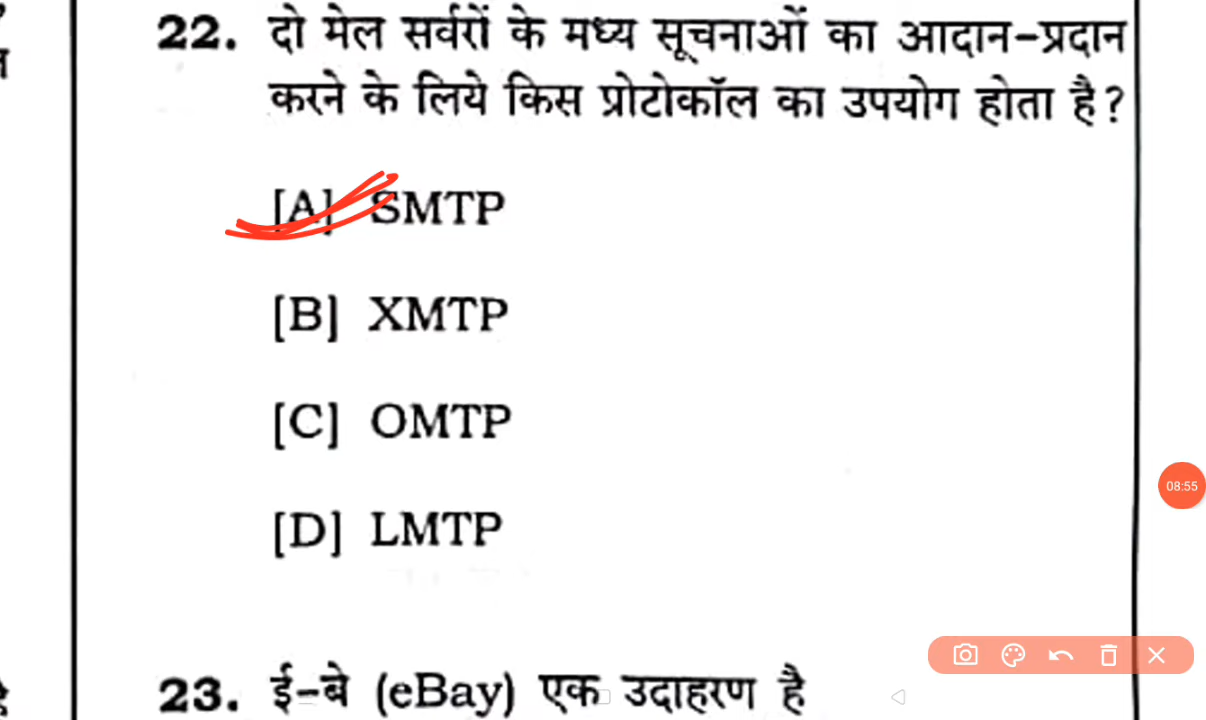 22. दो मेल सर्वरों के मध्य सूचनाओं का आदान-प्रदान
करने के लिये किस प्रोटोकॉल का उपयोग होता है?
[A] SMTP
[B] XMTP
[C] OMTP
[D] LMTP
08:55
23. ई-बे (eBay) एक उदाहरण है